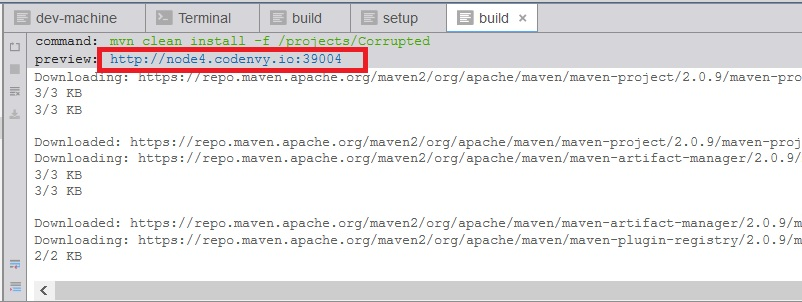 dev-machine Terminal build setup build ×
command: mvn clean install -f /projects/Corrupted
preview: http://node4.codenvy.io:39004
Downloading: https://repo.maven.apache.org/maven2/org/apache/maven/maven-project/2.0.9/maven-pro
3/3 KB
3/3 KB
Downloaded: https://repo.maven.apache.org/maven2/org/apache/maven/maven-project/2.0.9/maven-proj
Downloading: https://repo.maven.apache.org/maven2/org/apache/maven/maven-artifact-manager/2.0.9/
3/3 KB
3/3 KB
Downloaded: https://repo.maven.apache.org/maven2/org/apache/maven/maven-artifact-manager/2.0.9/m
Downloading: https://repo.maven.apache.org/maven2/org/apache/maven/maven-plugin-registry/2.0.9/m
2/2 KB